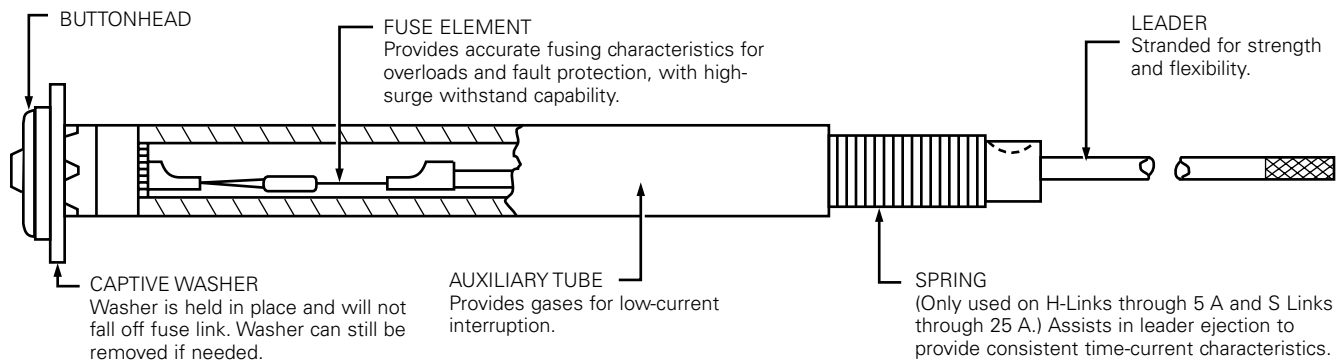 BUTTONHEAD
FUSE ELEMENT
Provides accurate fusing characteristics for
overloads and fault protection, with high-
surge withstand capability.
LEADER
Stranded for strength
and flexibility.
CAPTIVE WASHER
Washer is held in place and will not
fall off fuse link. Washer can still be
removed if needed.
AUXILIARY TUBE
Provides gases for low-current
interruption.
SPRING
(Only used on H-Links through 5 A and S Links
through 25 A.) Assists in leader ejection to
provide consistent time-current characteristics.